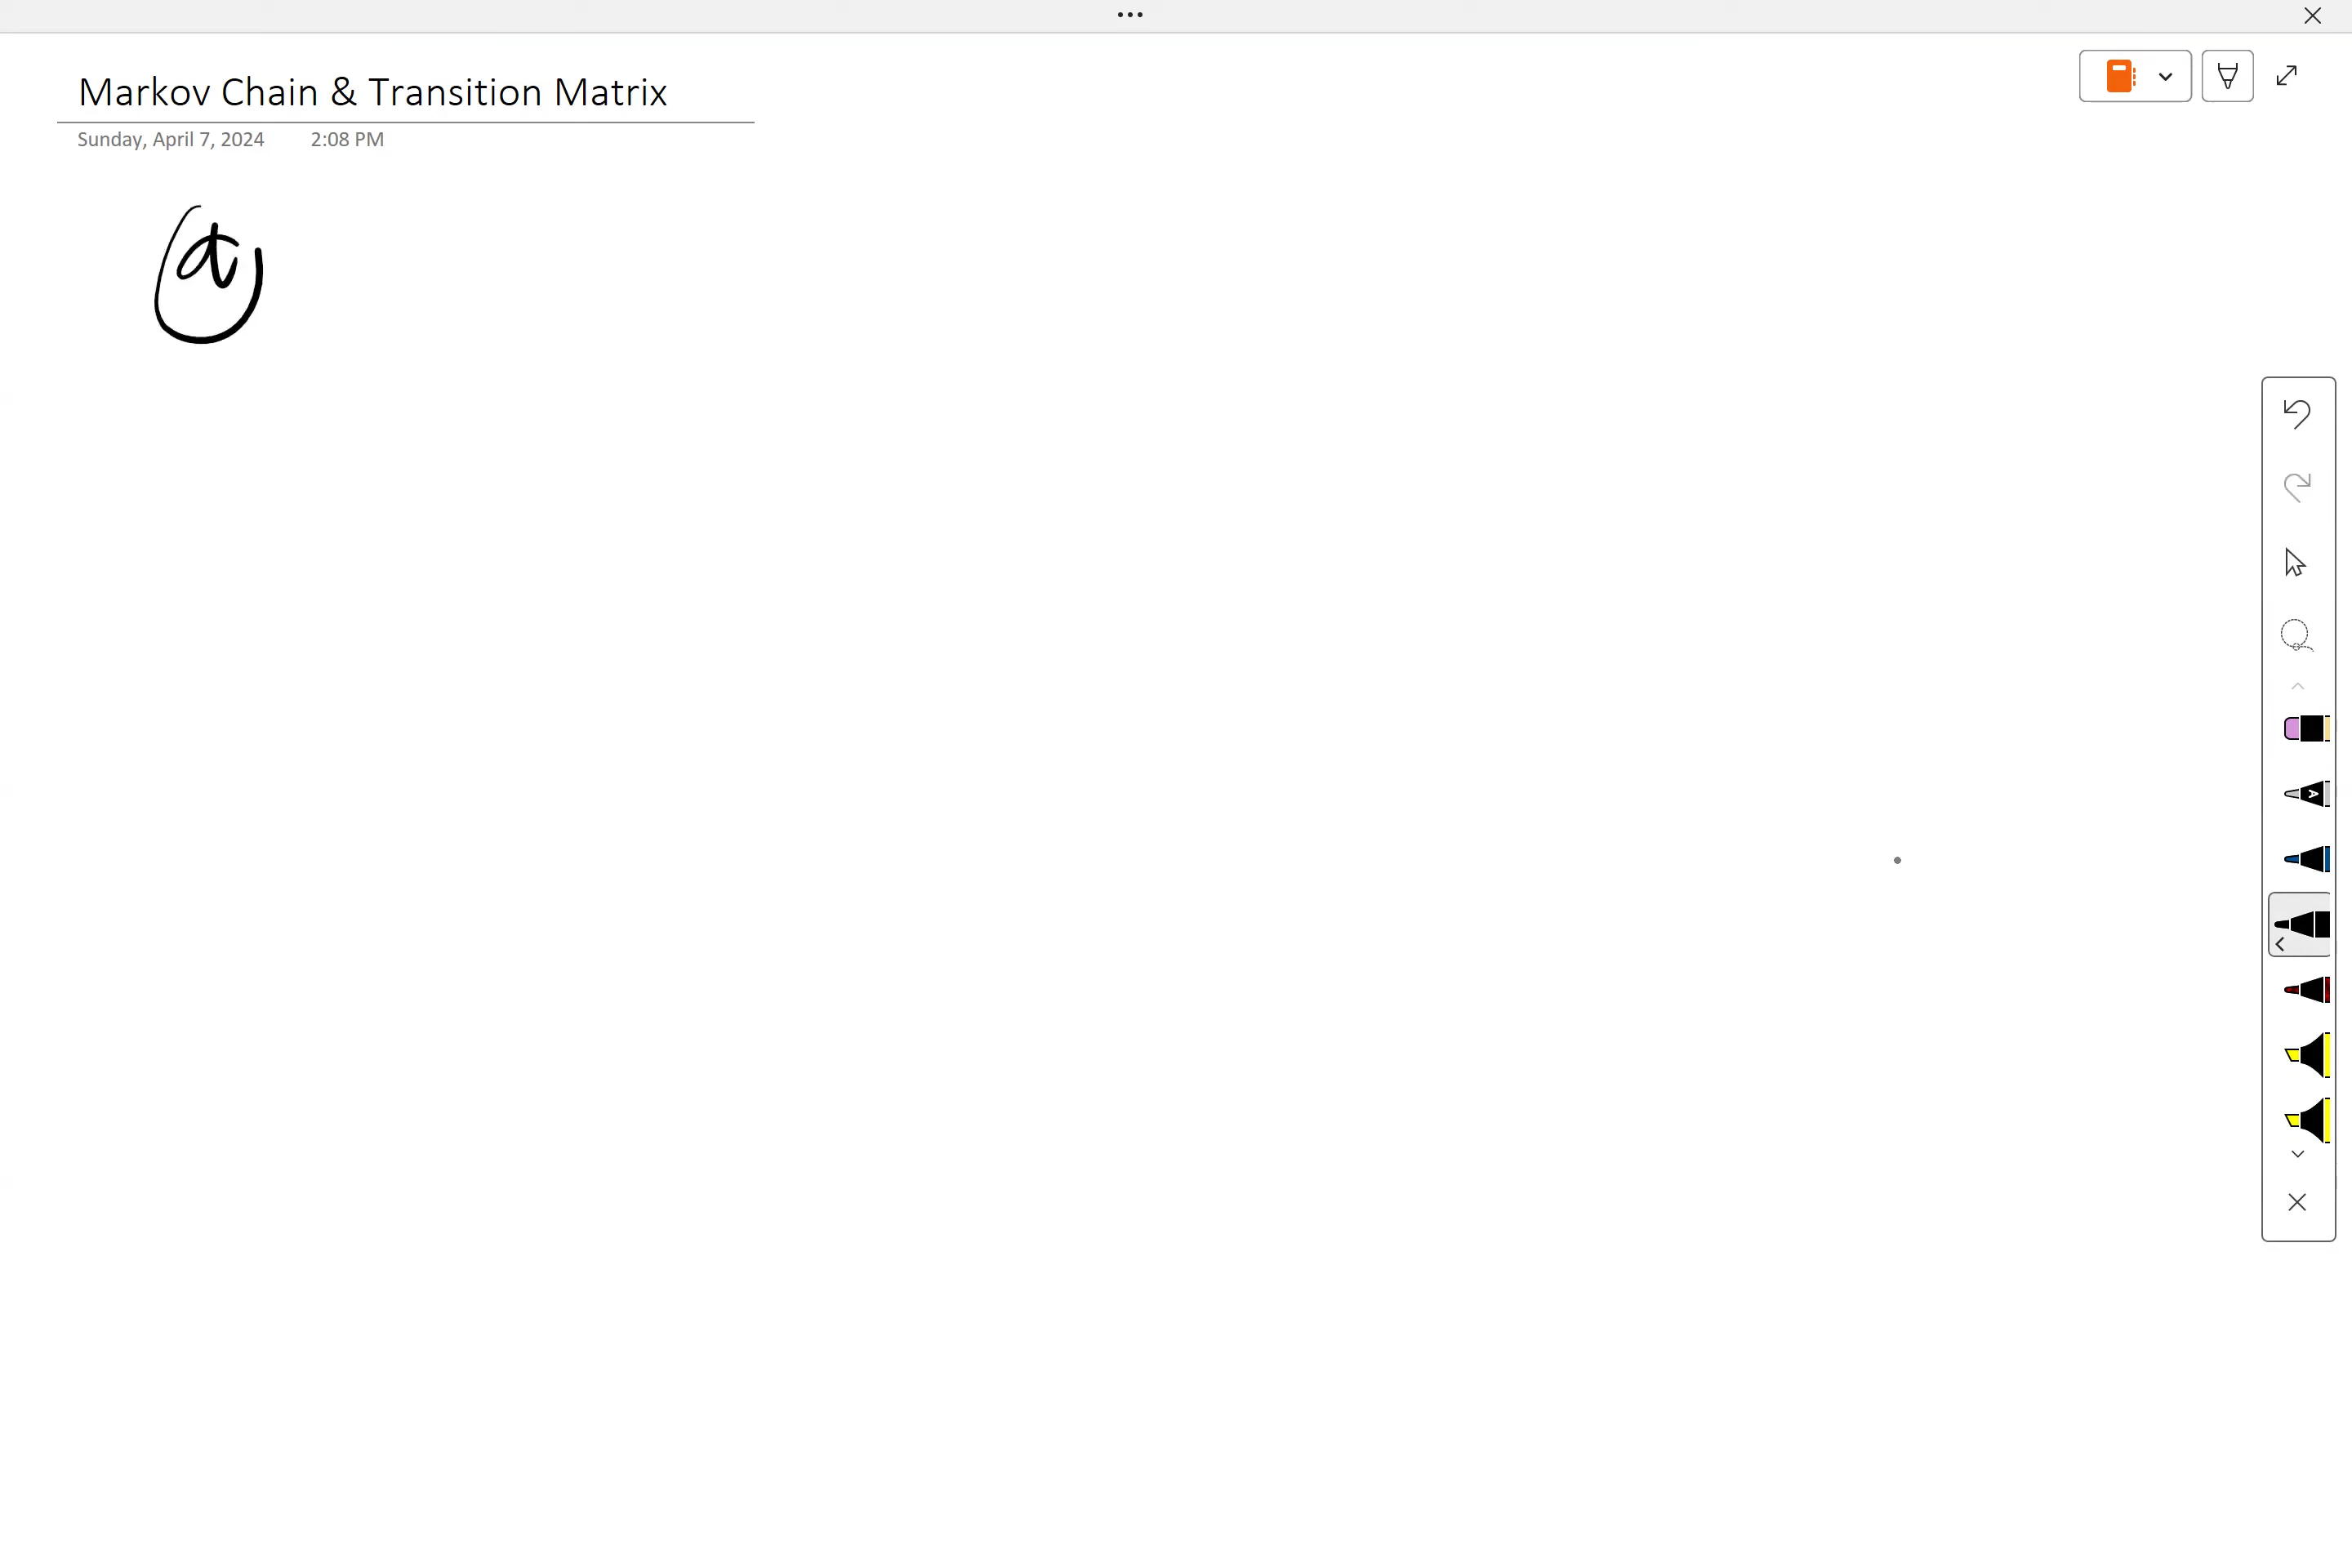 Markov Chain & Transition Matrix
Sunday, April 7, 2024 2:08 PM
a
A